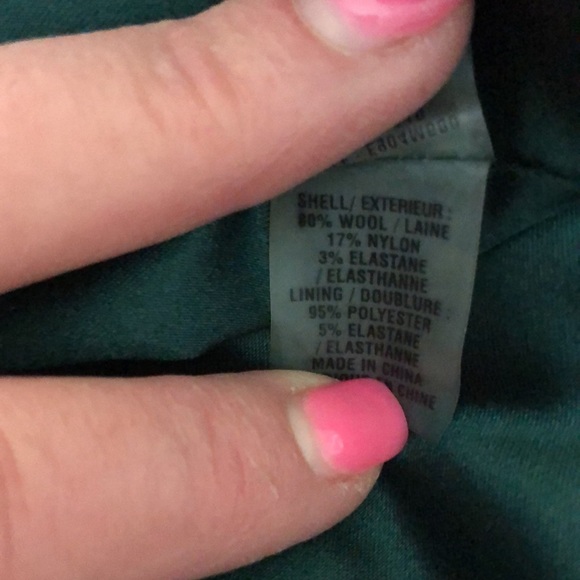 SHELL/ EXTERIEUR :
80% WOOL / LAINE
17% NYLON
3% ELASTANE
/ ELASTHANNE
LINING / DOUBLURE :
95% POLYESTER
5% ELASTANE
/ ELASTHANNE
MADE IN CHINA
CHINE